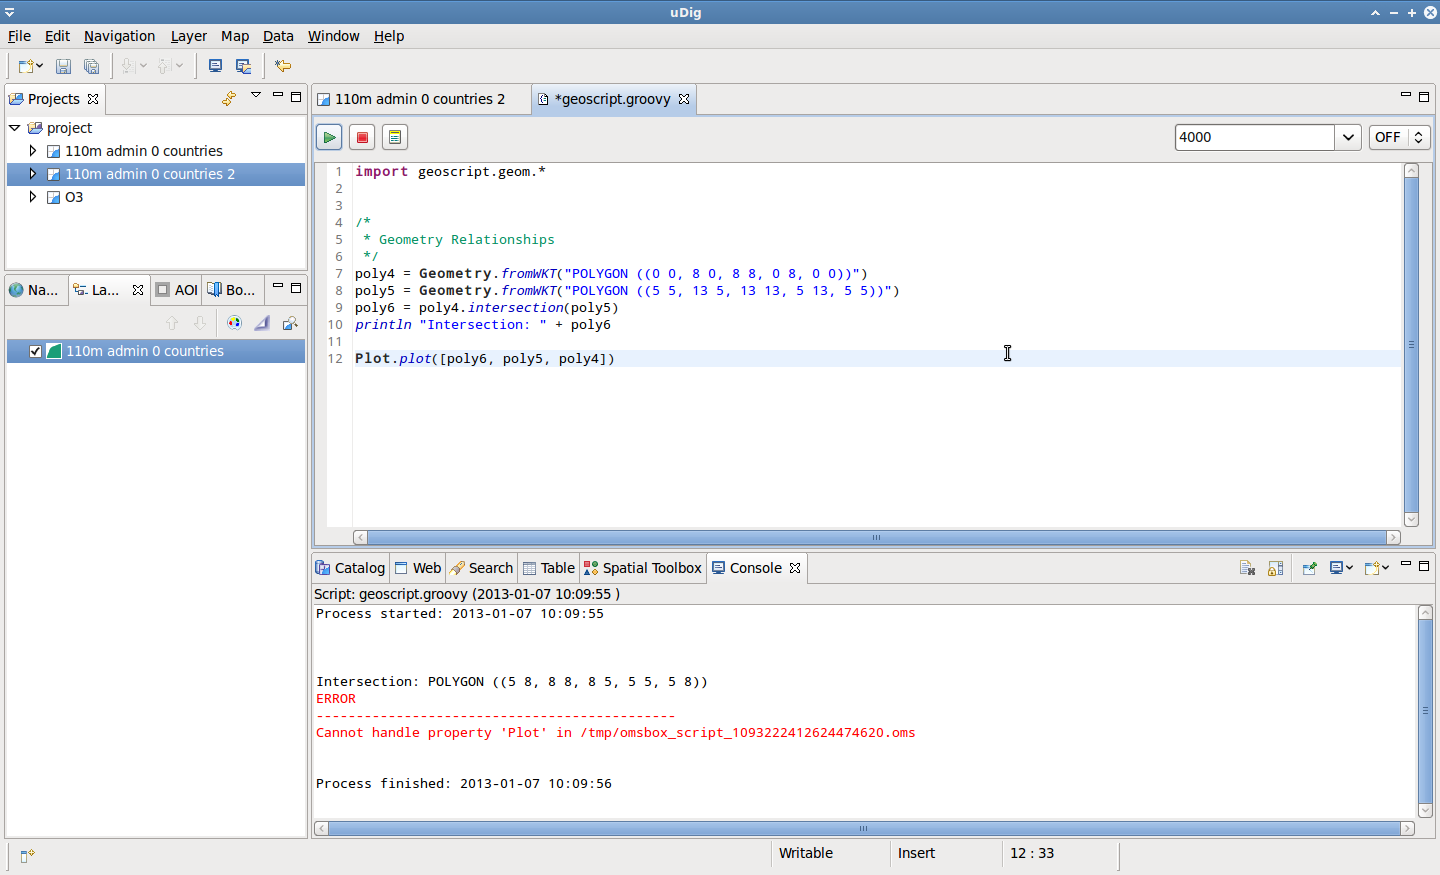 uDig
File Edit Navigation Layer Map Data Window Help
Projects
project
110m admin 0 countries
110m admin 0 countries 2
O3
Na... La... AOI Bo...
110m admin 0 countries
110m admin 0 countries 2 *geoscript.groovy
4000 OFF
1 import geoscript.geom.*
2
3
4 /*
5 * Geometry Relationships
6 */
7 poly4 = Geometry.fromWKT("POLYGON ((0 0, 8 0, 8 8, 0 8, 0 0))")
8 poly5 = Geometry.fromWKT("POLYGON ((5 5, 13 5, 13 13, 5 13, 5 5))")
9 poly6 = poly4.intersection(poly5)
10 println "Intersection: " + poly6
11
12 Plot.plot([poly6, poly5, poly4])
Catalog Web Search Table Spatial Toolbox Console
Script: geoscript.groovy (2013-01-07 10:09:55 )
Process started: 2013-01-07 10:09:55
Intersection: POLYGON ((5 8, 8 8, 8 5, 5 5, 5 8))
ERROR
---------------------------------------------
Cannot handle property 'Plot' in /tmp/omsbox_script_1093222412624474620.oms
Process finished: 2013-01-07 10:09:56
Writable Insert 12 : 33